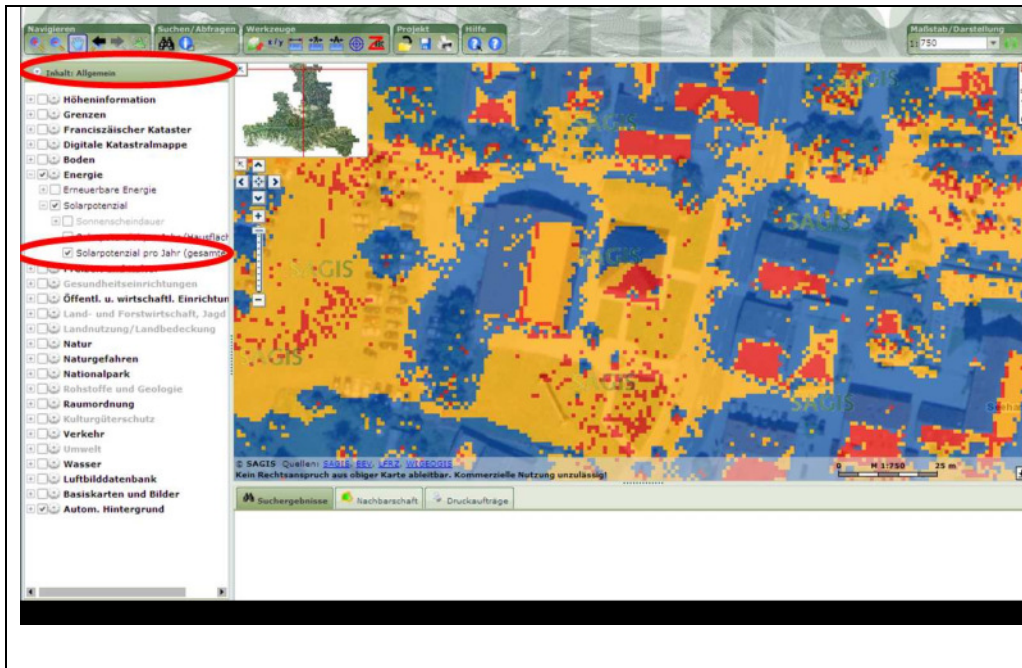 Navigieren
Suchen/Abfragen
Werkzeuge
Projekt
Hilfe
Maßstab/Darstellung
x/y
1: 750
Inhalt: Allgemein
Höheninformation
Grenzen
Franciszäischer Kataster
Digitale Katastralmappe
Boden
Energie
Erneuerbare Energie
Solarpotenzial
Sonnenscheindauer
Solarpotenzial pro Jahr (gesamte
Gesundheitseinrichtungen
Öffentl. u. wirtschaftl. Einrichtun
Land- und Forstwirtschaft, Jagd
Landnutzung/Landbedeckung
Natur
Naturgefahren
Nationalpark
Rohstoffe und Geologie
Raumordnung
Kulturgüterschutz
Verkehr
Umwelt
Wasser
Luftbilddatenbank
Basiskarten und Bilder
Autom. Hintergrund
SAGIS
SAGIS
SAGIS
SAGIS
SAGIS
SAGIS
SAGIS
© SAGIS Quellen: SAGIS, BEV, LFRZ, WIGEOGIS
Kein Rechtsanspruch aus obiger Karte ableitbar. Kommerzielle Nutzung unzulässig!
0 M 1:750 25 m
Suchergebnisse
Nachbarschaft
Druckaufträge